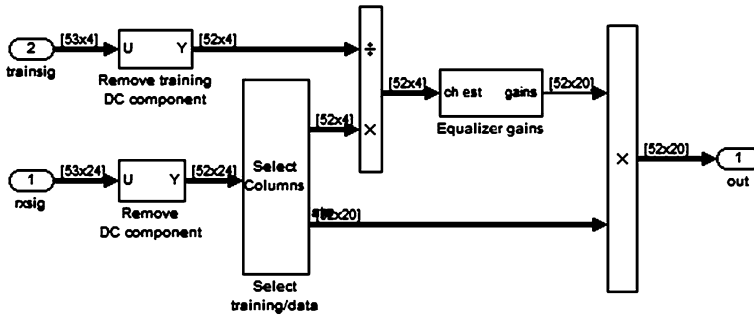 [53x4]
[52x4]
2
U Y
÷
trainsig
Remove training
DC component
[52x4]
[52x4]
[52x20]
ch est gains
Equalizer gains
×
Select
Columns
[53x24]
[52x24]
1
U Y
rxsig
Remove
DC component
[52x20]
Select
training/data
×
[52x20]
1
out